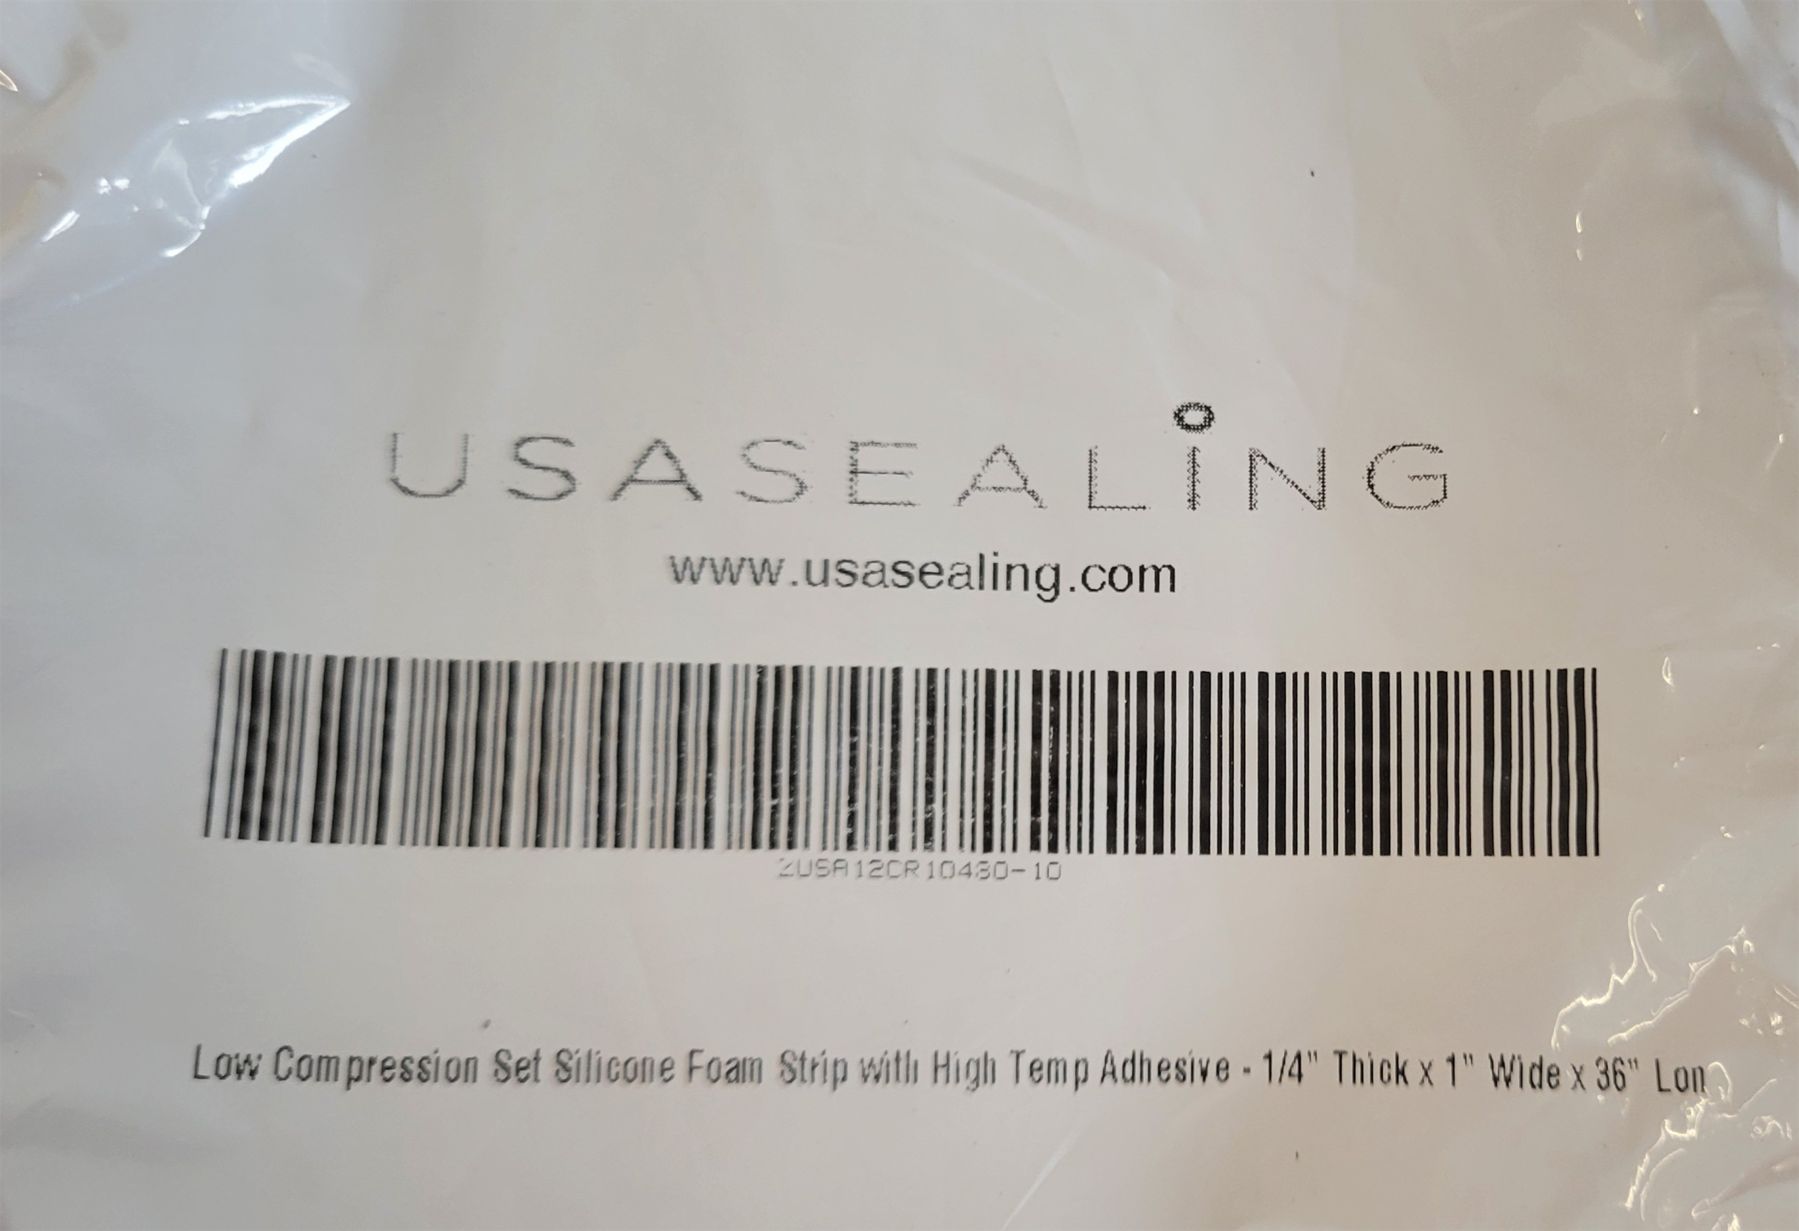 USASEALiNG
www.usasealing.com
ZUSA12CR10480-10
Low Compression Set Silicone Foam Strip with High Temp Adhesive - 1/4" Thick x 1" Wide x 36" Lon